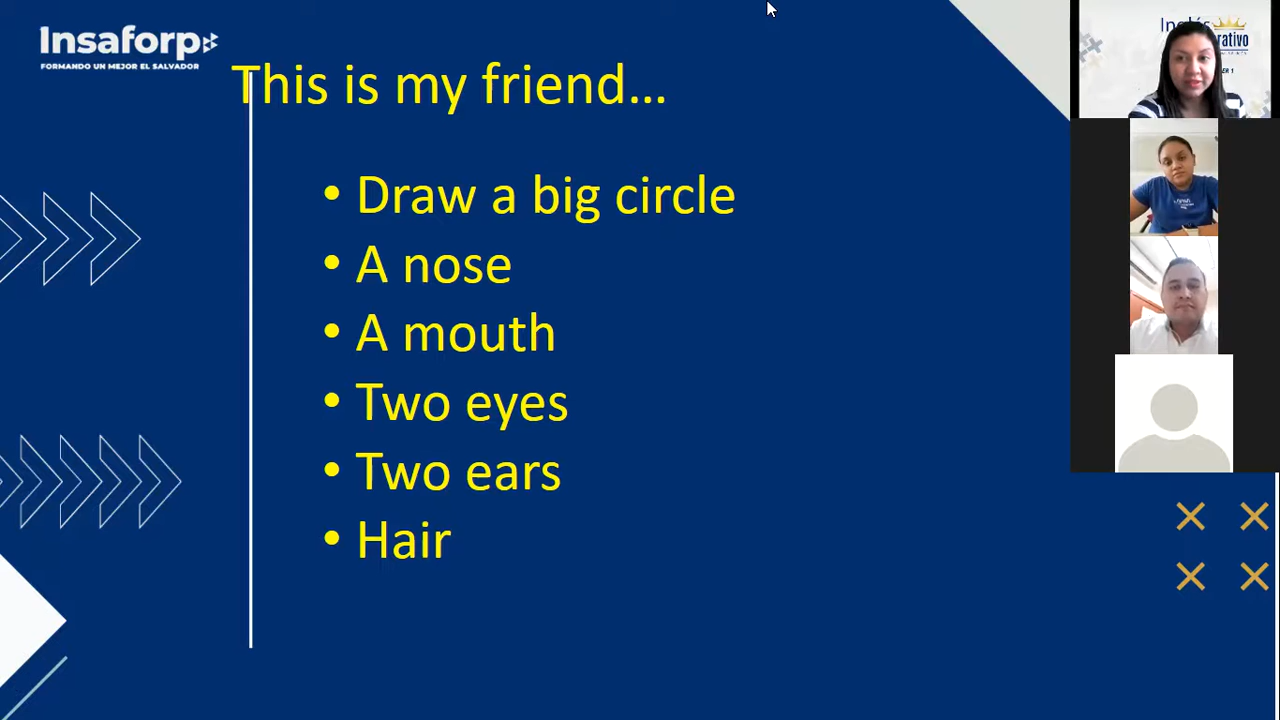 Insaforp
FORMANDO UN MEJOR EL SALVADOR
This is my friend...
• Draw a big circle
• A nose
• A mouth
• Two eyes
• Two ears
• Hair